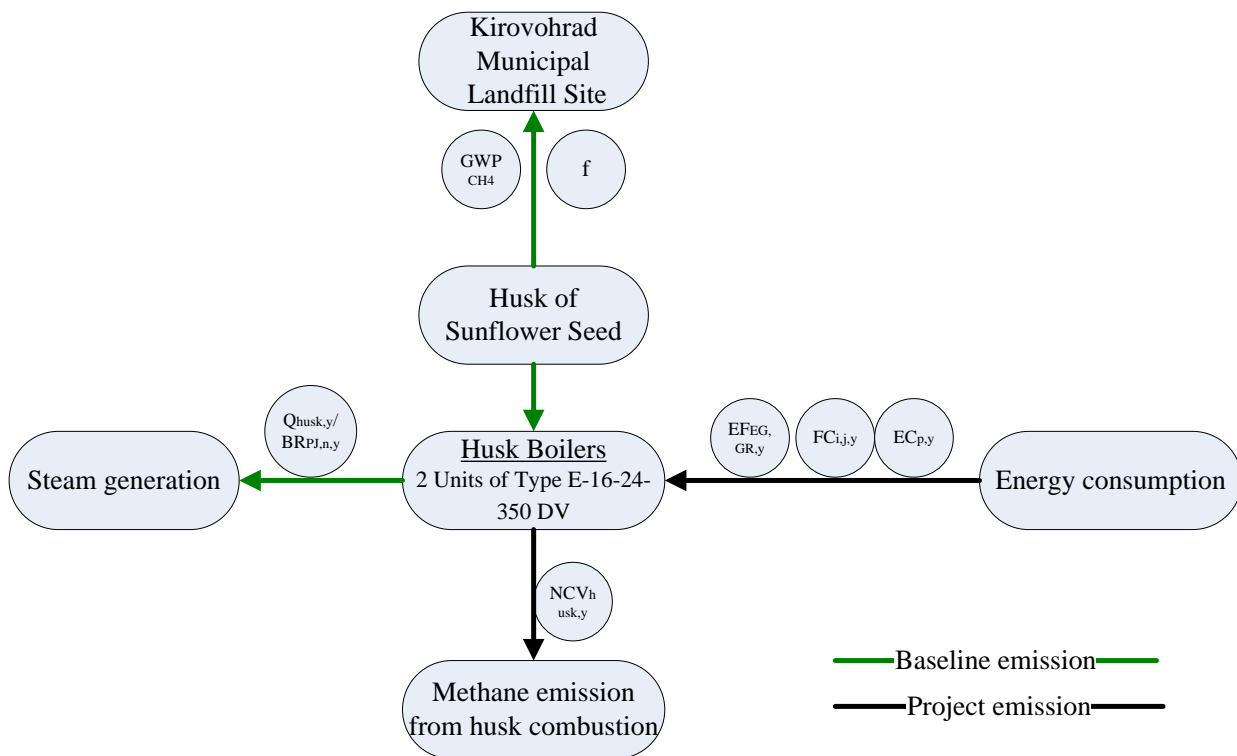 Kirovohrad
Municipal
Landfill Site
GWP
CH4
f
Husk of
Sunflower Seed
Qhusk,y/
BRPJ,n,y
EFEG,
GR,y
FCi,j,y
ECp,y
Steam generation
Husk Boilers
2 Units of Type E-16-24-
350 DV
Energy consumption
NCVh
usk,y
Baseline emission
Methane emission
from husk combustion
Project emission